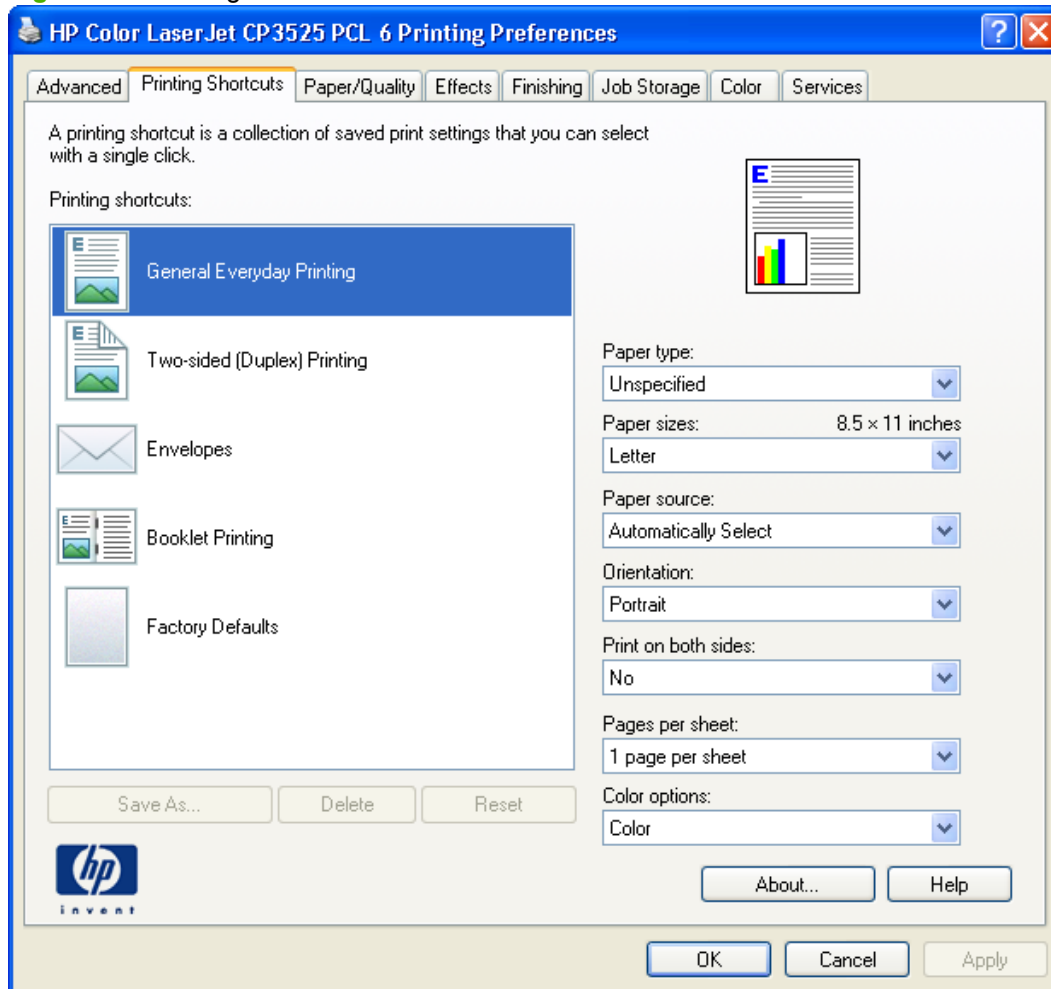 HP Color LaserJet CP3525 PCL 6 Printing Preferences
Advanced Printing Shortcuts Paper/Quality Effects Finishing Job Storage Color Services
A printing shortcut is a collection of saved print settings that you can select
with a single click.
Printing shortcuts:
E
General Everyday Printing
E
Two-sided (Duplex) Printing
Envelopes
E
Booklet Printing
Factory Defaults
Save As... Delete Reset
hp
invent
E
Paper type:
Unspecified
Paper sizes: 8.5 × 11 inches
Letter
Paper source:
Automatically Select
Orientation:
Portrait
Print on both sides:
No
Pages per sheet:
1 page per sheet
Color options:
Color
About... Help
OK Cancel Apply